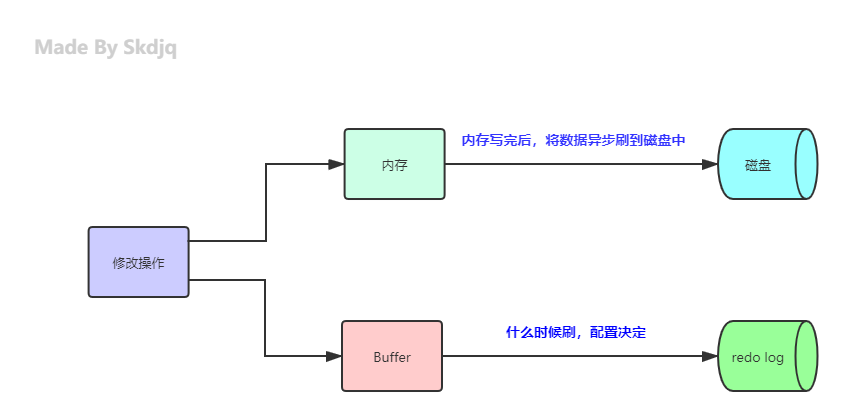 Made By Skdjq
内存写完后，将数据异步刷到磁盘中
内存
磁盘
修改操作
什么时候刷，配置决定
Buffer
redo log